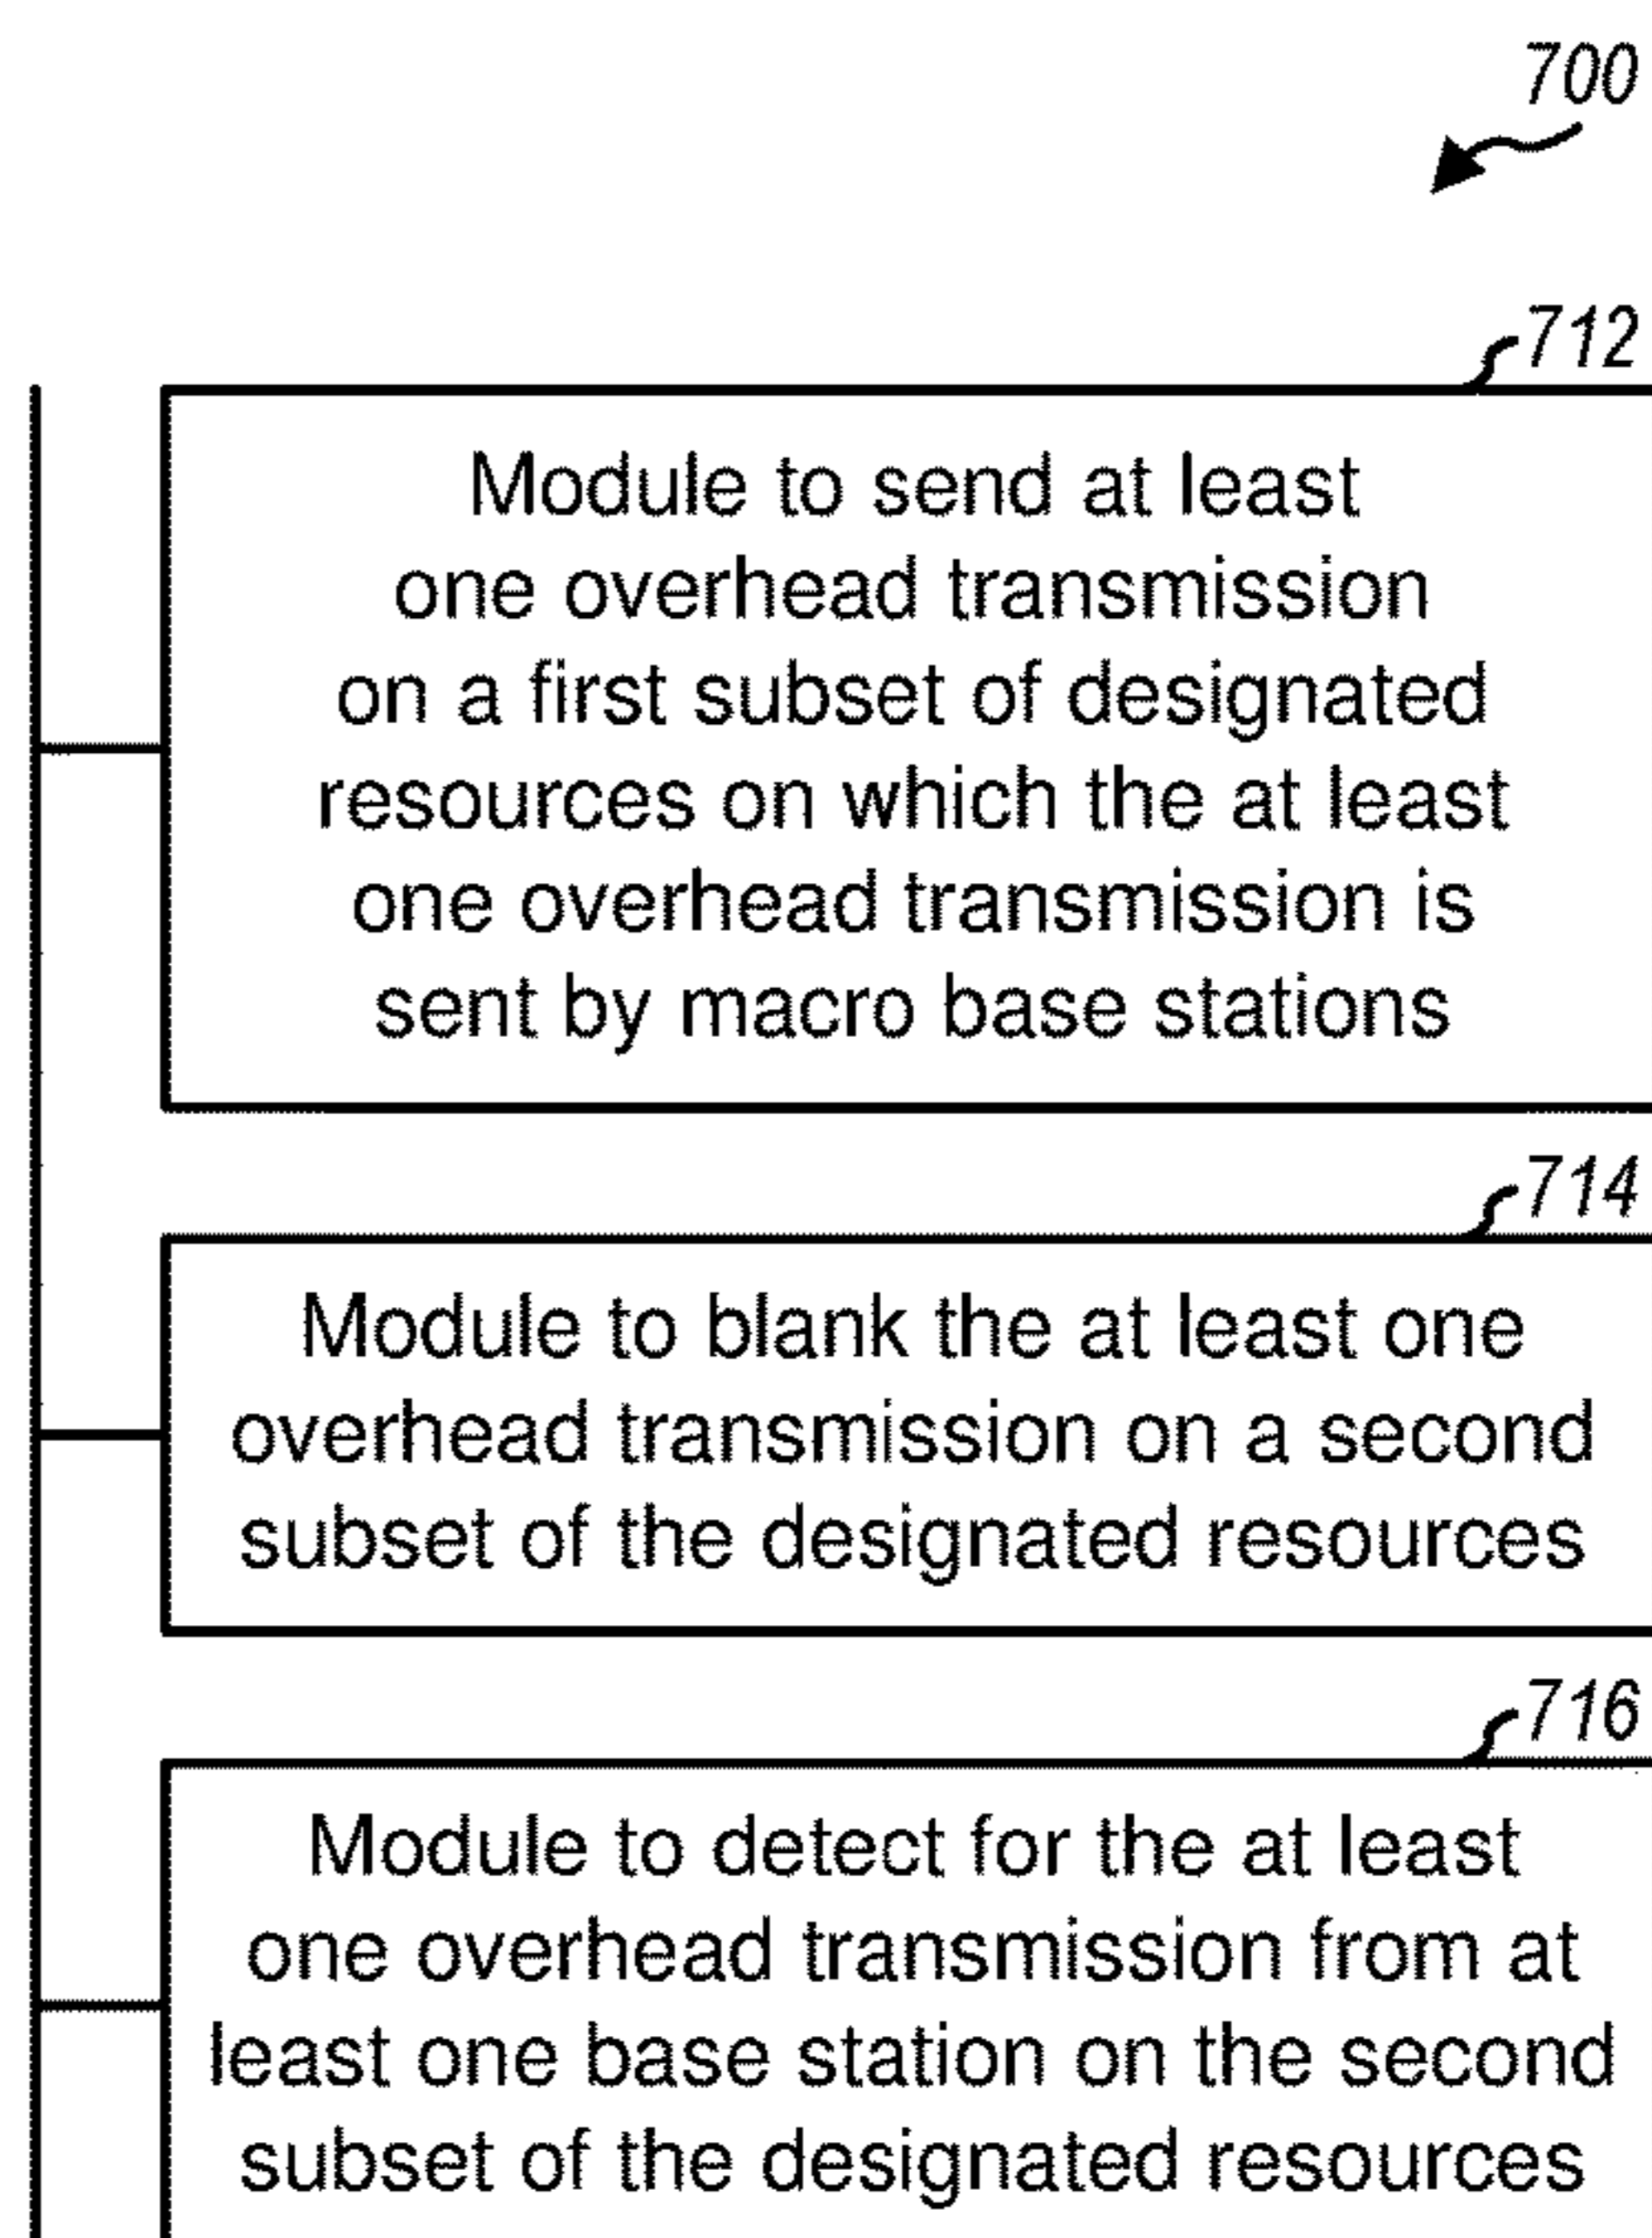 700
712
Module to send at least
one overhead transmission
on a first subset of designated
resources on which the at least
one overhead transmission is
sent by macro base stations
714
Module to blank the at least one
overhead transmission on a second
subset of the designated resources
716
Module to detect for the at least
one overhead transmission from at
least one base station on the second
subset of the designated resources